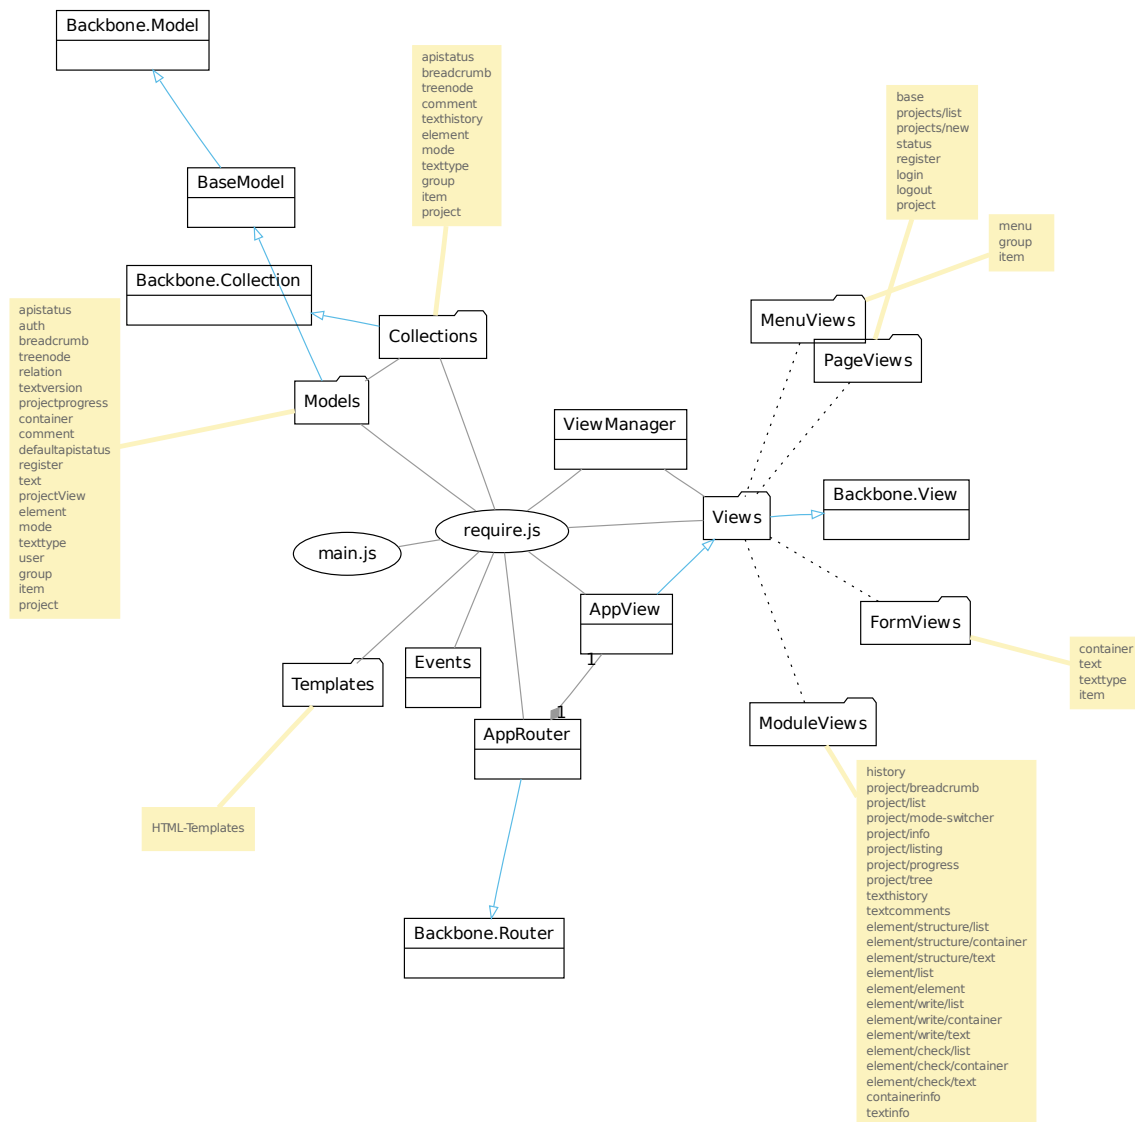 Backbone.Model
apistatus
breadcrumb
treenode
comment
texthistory
element
mode
texttype
group
item
project
base
projects/list
projects/new
status
register
login
logout
project
BaseModel
menu
group
item
Backbone.Collection
Collections
MenuViews
PageViews
apistatus
auth
breadcrumb
treenode
relation
textversion
projectprogress
container
comment
defaultapistatus
register
text
projectView
element
mode
texttype
user
group
item
project
Models
ViewManager
Backbone.View
Views
require.js
main.js
AppView
1
FormViews
container
text
texttype
item
Events
Templates
1
AppRouter
ModuleViews
HTML-Templates
history
project/breadcrumb
project/list
project/mode-switcher
project/info
project/listing
project/progress
project/tree
texthistory
textcomments
element/structure/list
element/structure/container
element/structure/text
element/list
element/element
element/write/list
element/write/container
element/write/text
element/check/list
element/check/container
element/check/text
containerinfo
textinfo
Backbone.Router